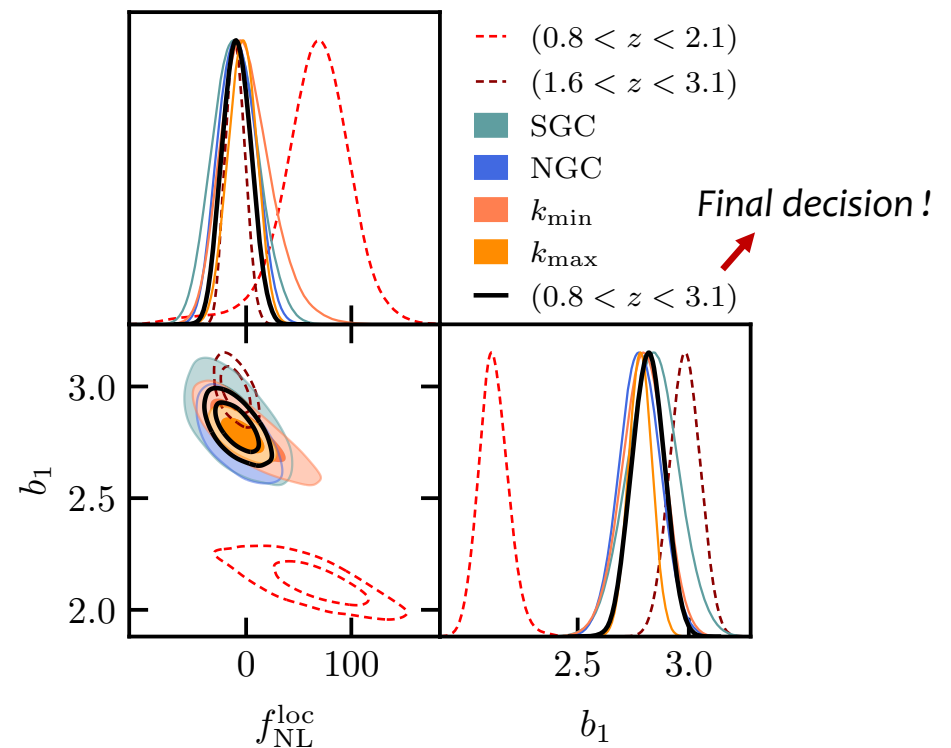 (0.8 < z < 2.1)
(1.6 < z < 3.1)
SGC
NGC
k_min
k_max
(0.8 < z < 3.1)
Final decision !
3.0
2.5
2.0
b_1
0 100
f_NL^loc
2.5 3.0
b_1